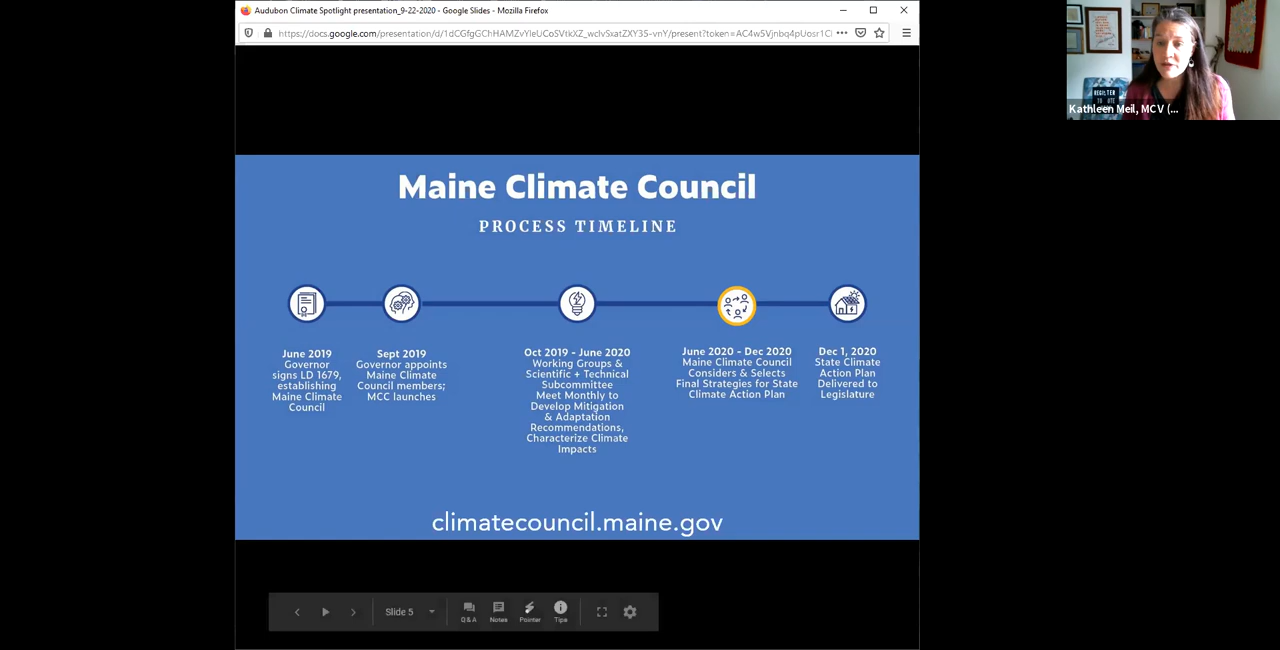 Audubon Climate Spotlight presentation_9-22-2020 - Google Slides - Mozilla Firefox
Maine Climate Council
PROCESS TIMELINE
June 2019
Governor
signs LD 1679,
establishing
Maine Climate
Council
Sept 2019
Governor appoints
Maine Climate
Council members;
MCC launches
Oct 2019 - June 2020
Working Groups &
Scientific + Technical
Subcommittee
Meet Monthly to
Develop Mitigation
& Adaptation
Recommendations,
Characterize Climate
Impacts
June 2020 - Dec 2020
Maine Climate Council
Considers & Selects
Final Strategies for State
Climate Action Plan
Dec 1, 2020
State Climate
Action Plan
Delivered to
Legislature
climatecouncil.maine.gov
Slide 5
Q & A
Notes
Pointer
Tips
REGISTER
TO
Kathleen Meil, MCV (...